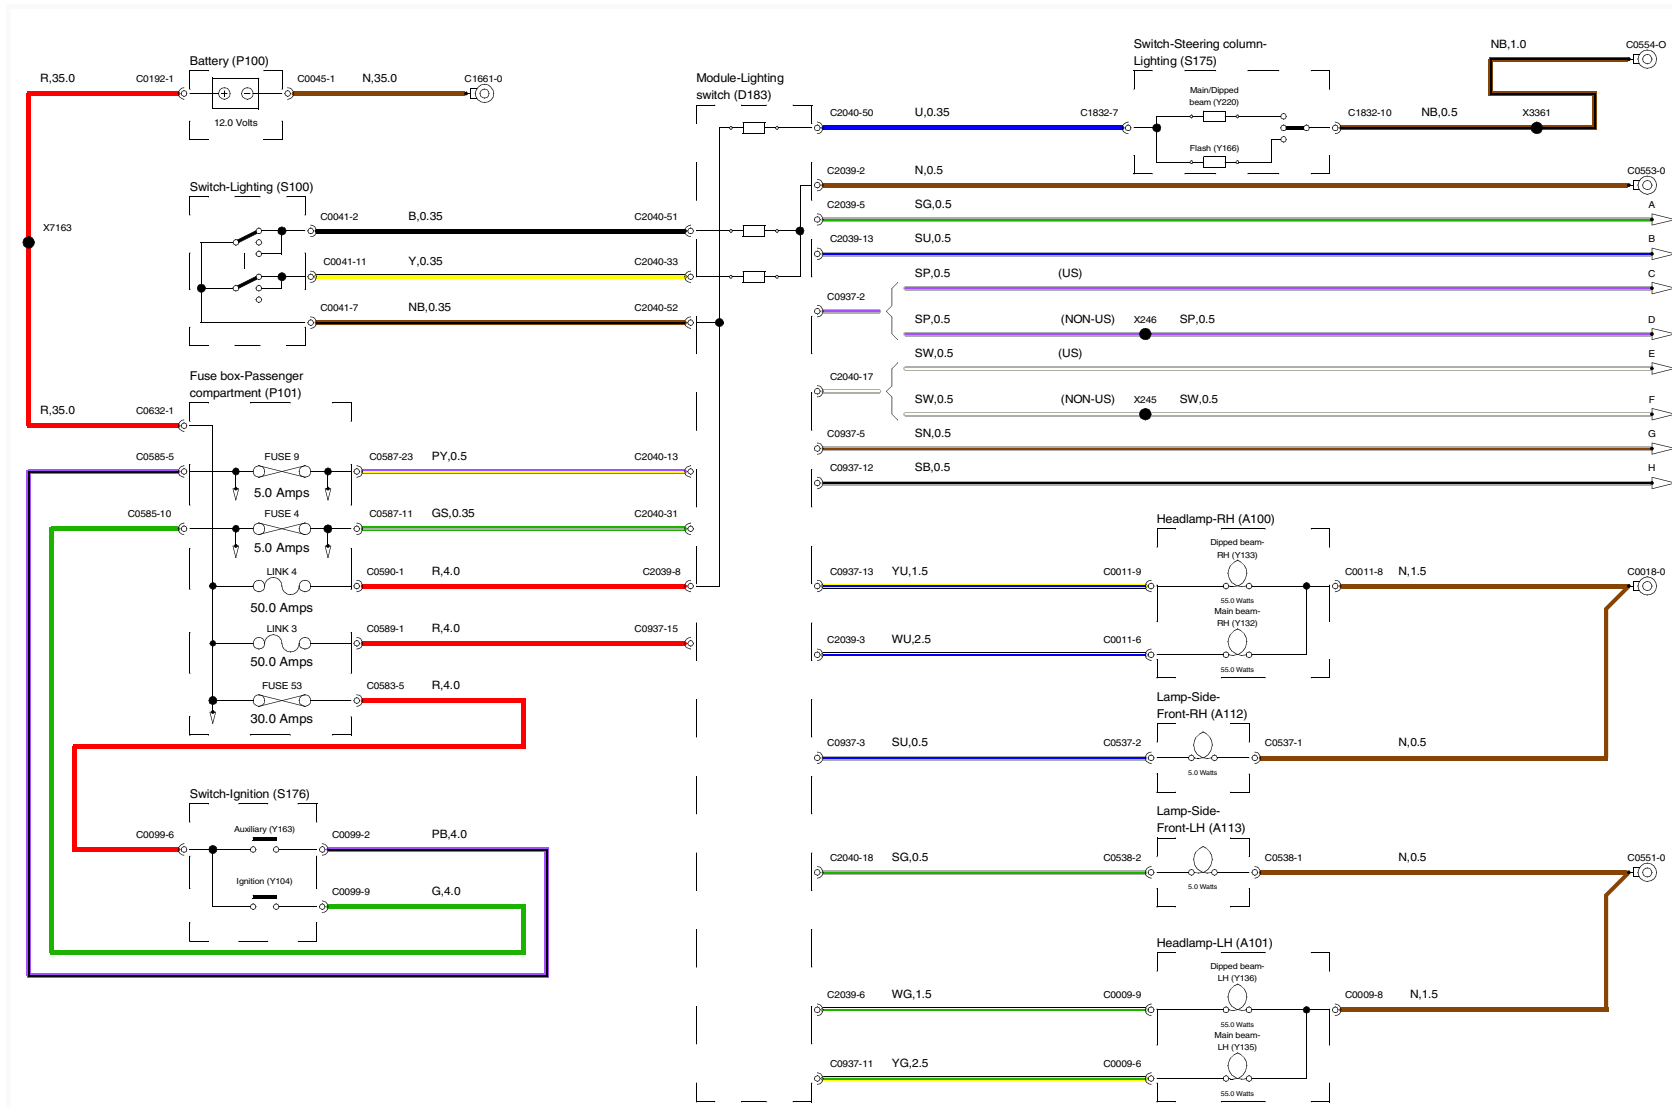 Battery (P100)
R,35.0
C0192-1
C0045-1
N,35.0
C1661-0
12.0 Volts
X7163
Switch-Lighting (S100)
C0041-2
B,0.35
C2040-51
C0041-11
Y,0.35
C2040-33
C0041-7
NB,0.35
C2040-52
Fuse box-Passenger
compartment (P101)
R,35.0
C0632-1
C0585-5
FUSE 9
5.0 Amps
C0587-23
PY,0.5
C2040-13
C0585-10
FUSE 4
5.0 Amps
C0587-11
GS,0.35
C2040-31
LINK 4
50.0 Amps
C0590-1
R,4.0
C2039-8
LINK 3
50.0 Amps
C0589-1
R,4.0
C0937-15
FUSE 53
30.0 Amps
C0583-5
R,4.0
Switch-Ignition (S176)
C0099-6
Auxiliary (Y163)
C0099-2
PB,4.0
Ignition (Y104)
C0099-9
G,4.0
Module-Lighting
switch (D183)
C2040-50
U,0.35
C1832-7
Switch-Steering column-
Lighting (S175)
Main/Dipped
beam (Y220)
Flash (Y166)
C1832-10
NB,0.5
X3361
NB,1.0
C0554-O
C2039-2
N,0.5
C0553-0
C2039-5
SG,0.5
A
C2039-13
SU,0.5
B
C0937-2
SP,0.5
(US)
C
SP,0.5
(NON-US)
X246
SP,0.5
D
C2040-17
SW,0.5
(US)
E
SW,0.5
(NON-US)
X245
SW,0.5
F
C0937-5
SN,0.5
G
C0937-12
SB,0.5
H
Headlamp-RH (A100)
Dipped beam-
RH (Y133)
55.0 Watts
Main beam-
RH (Y132)
55.0 Watts
C0937-13
YU,1.5
C0011-9
C0011-8
N,1.5
C0018-0
C2039-3
WU,2.5
C0011-6
Lamp-Side-
Front-RH (A112)
C0937-3
SU,0.5
C0537-2
5.0 Watts
C0537-1
N,0.5
Lamp-Side-
Front-LH (A113)
C2040-18
SG,0.5
C0538-2
5.0 Watts
C0538-1
N,0.5
C0551-0
Headlamp-LH (A101)
Dipped beam-
LH (Y136)
55.0 Watts
Main beam-
LH (Y135)
55.0 Watts
C2039-6
WG,1.5
C0009-9
C0009-8
N,1.5
C0937-11
YG,2.5
C0009-6